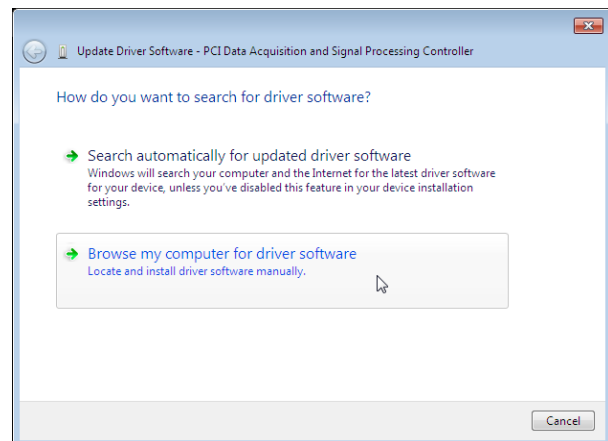 Update Driver Software - PCI Data Acquisition and Signal Processing Controller
How do you want to search for driver software?
Search automatically for updated driver software
Windows will search your computer and the Internet for the latest driver software
for your device, unless you've disabled this feature in your device installation
settings.
Browse my computer for driver software
Locate and install driver software manually.
Cancel